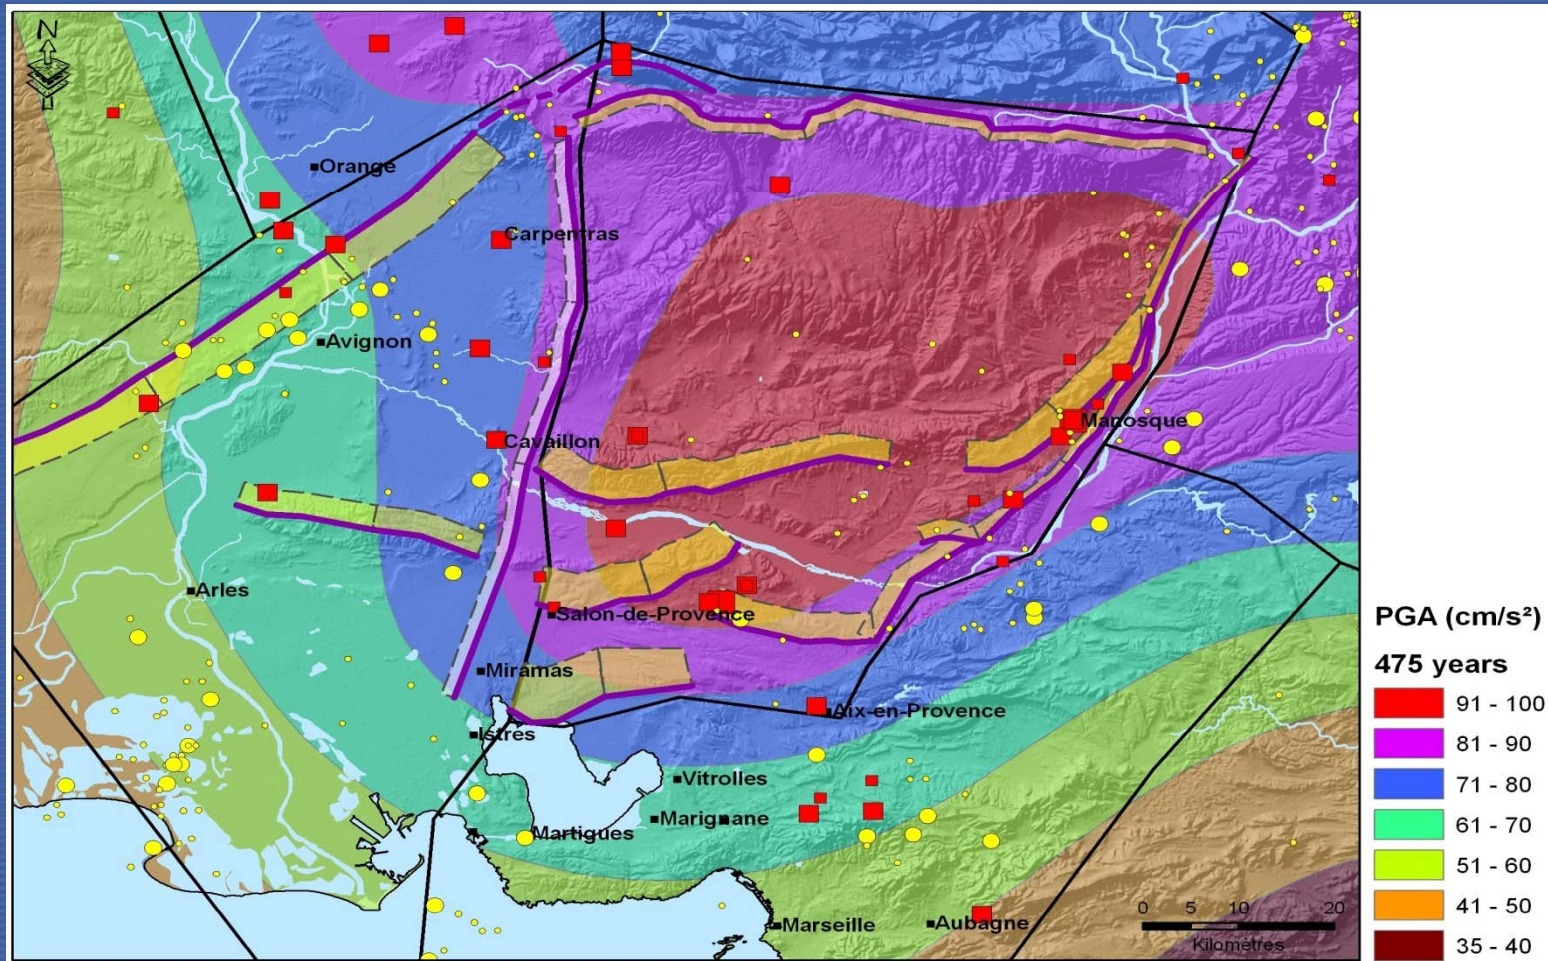 N
Orange
Carpentras
Avignon
Cavaillon
Manosque
Arles
Salon-de-Provence
Miramas
Aix-en-Provence
Istres
Vitrolles
Marignane
Martigues
Marseille
Aubagne
0 5 10 20
Kilomètres
PGA (cm/s²)
475 years
91 - 100
81 - 90
71 - 80
61 - 70
51 - 60
41 - 50
35 - 40